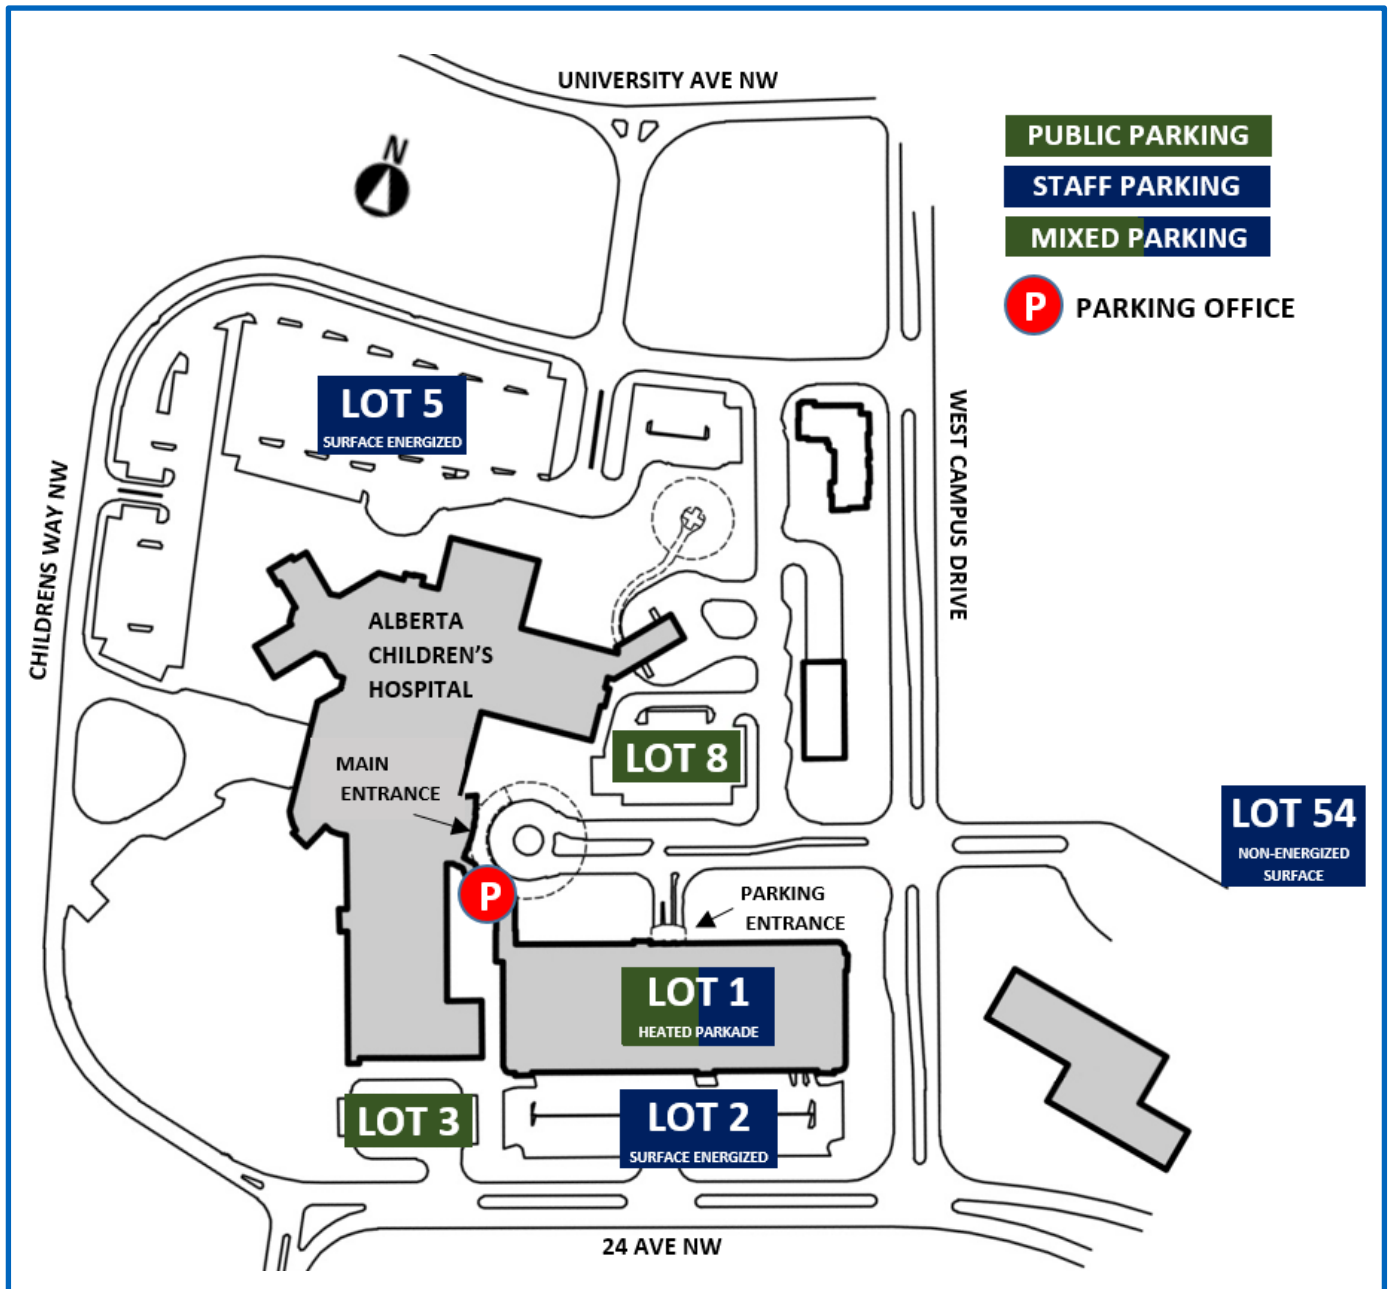 UNIVERSITY AVE NW
N
PUBLIC PARKING
STAFF PARKING
MIXED PARKING
P PARKING OFFICE
LOT 5
SURFACE ENERGIZED
WEST CAMPUS DRIVE
CHILDRENS WAY NW
ALBERTA
CHILDREN'S
HOSPITAL
LOT 8
MAIN
ENTRANCE
LOT 54
NON-ENERGIZED
SURFACE
P
PARKING
ENTRANCE
LOT 1
HEATED PARKADE
LOT 3
LOT 2
SURFACE ENERGIZED
24 AVE NW